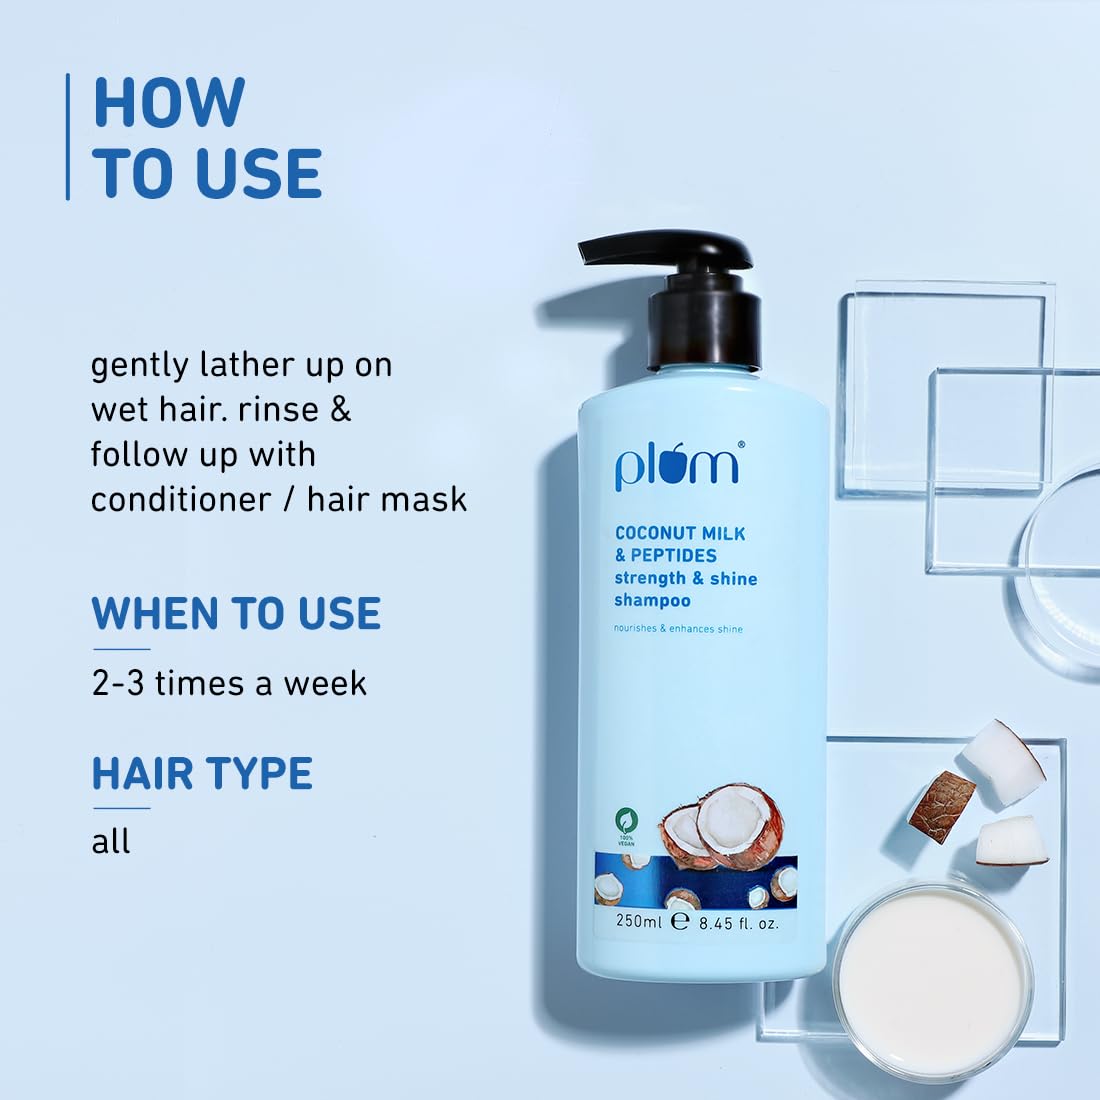 HOW
TO USE
gently lather up on
wet hair. rinse &
follow up with
conditioner / hair mask
WHEN TO USE
2-3 times a week
HAIR TYPE
all
plum®
COCONUT MILK
& PEPTIDES
strength & shine
shampoo
nourishes & enhances shine
100%
VEGAN
250ml ℮ 8.45 fl. oz.